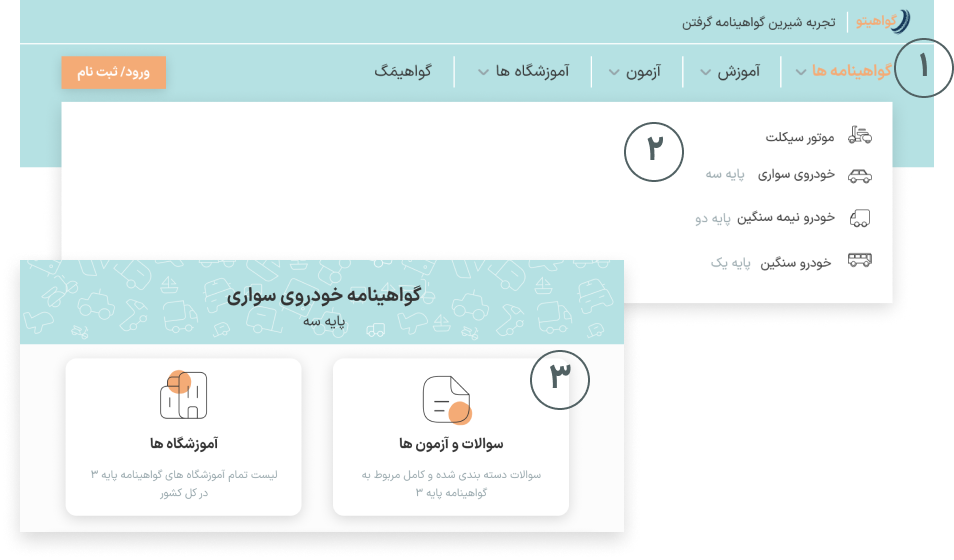 گواهیتو
تجربه شیرین گواهینامه گرفتن
۱
گواهینامه ها
آموزش
آزمون
آموزشگاه ها
گواهیمَگ
ورود/ ثبت نام
۲
موتور سیکلت
خودروی سواری پایه سه
خودرو نیمه سنگین پایه دو
خودرو سنگین پایه یک
گواهینامه خودروی سواری
پایه سه
۳
سوالات و آزمون ها
سوالات دسته بندی شده و کامل مربوط به
گواهینامه پایه ۳
آموزشگاه ها
لیست تمام آموزشگاه های گواهینامه پایه ۳
در کل کشور